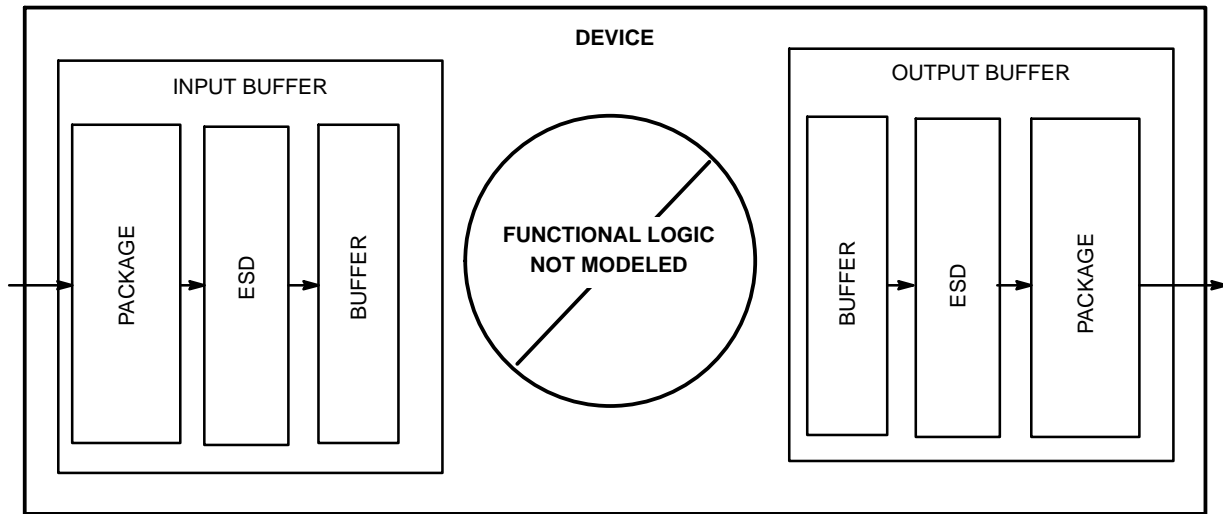 DEVICE
INPUT BUFFER
PACKAGE
ESD
BUFFER
FUNCTIONAL LOGIC
NOT MODELED
OUTPUT BUFFER
BUFFER
ESD
PACKAGE